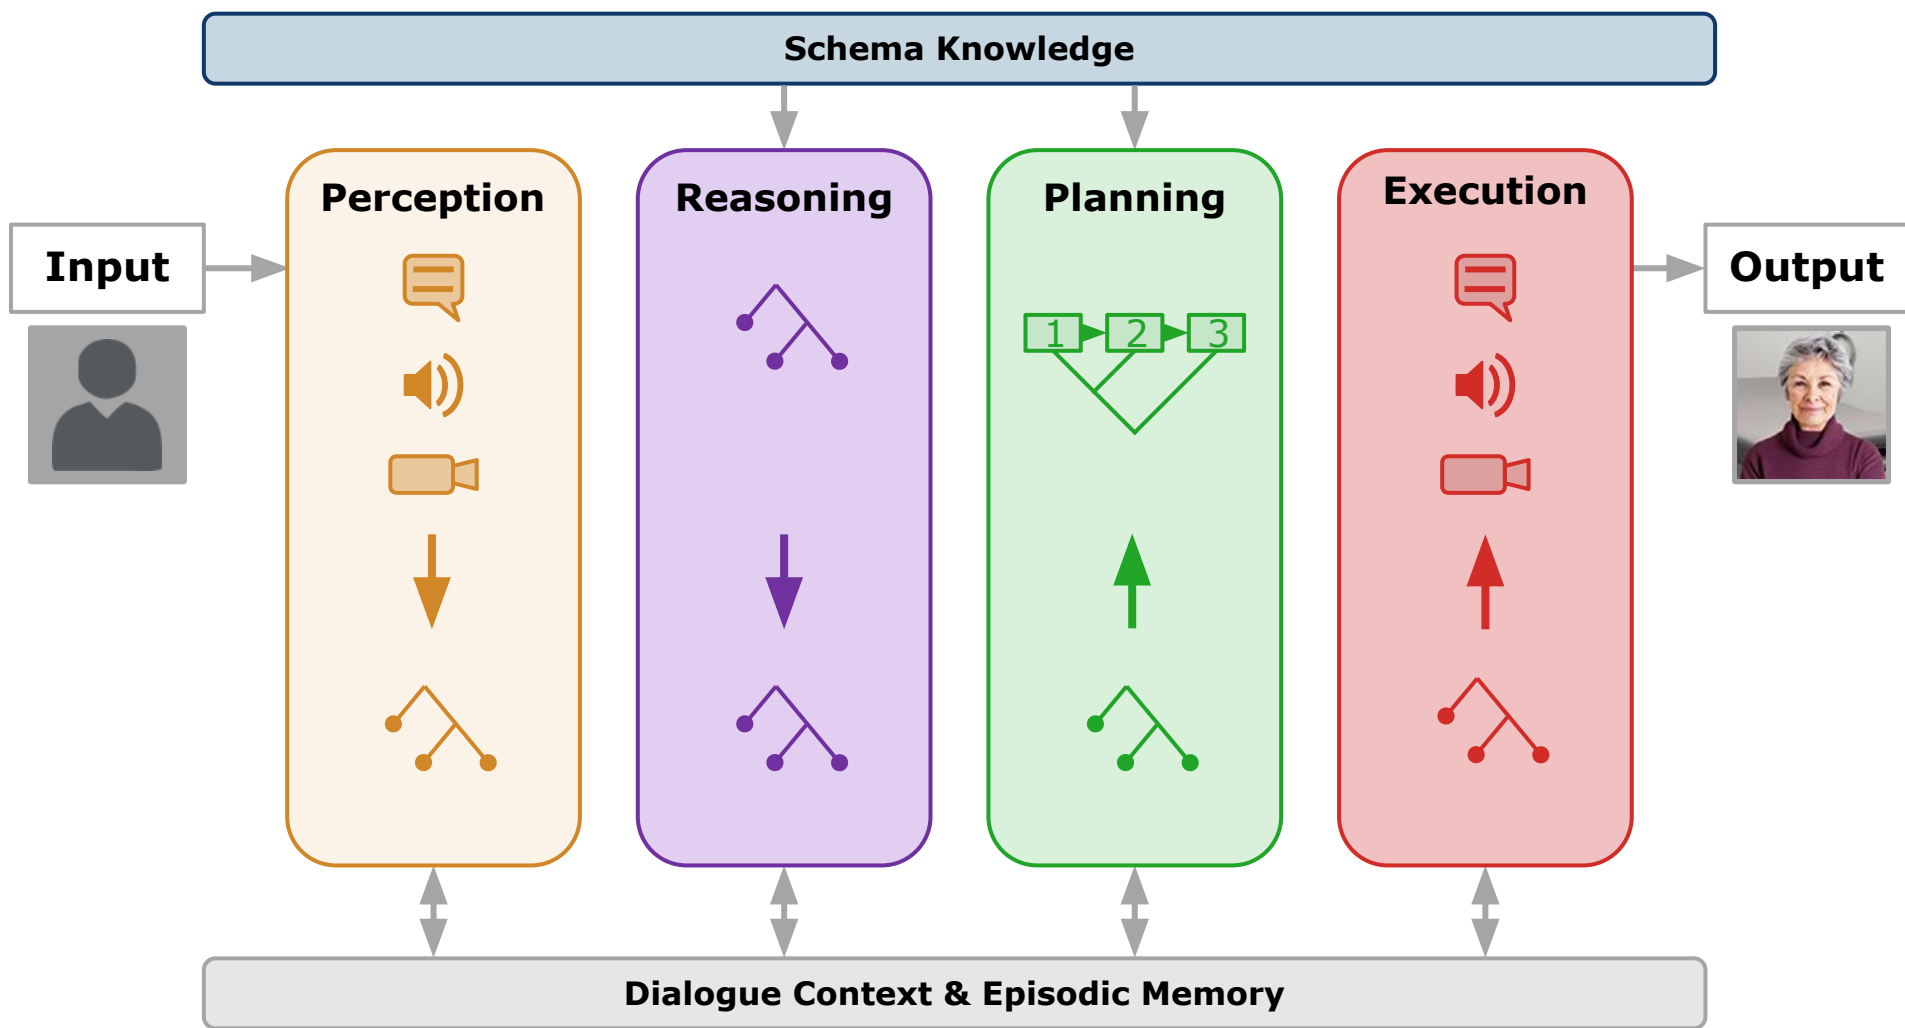 Schema Knowledge
Perception
Reasoning
Planning
Execution
Input
Output
1
2
3
Dialogue Context & Episodic Memory